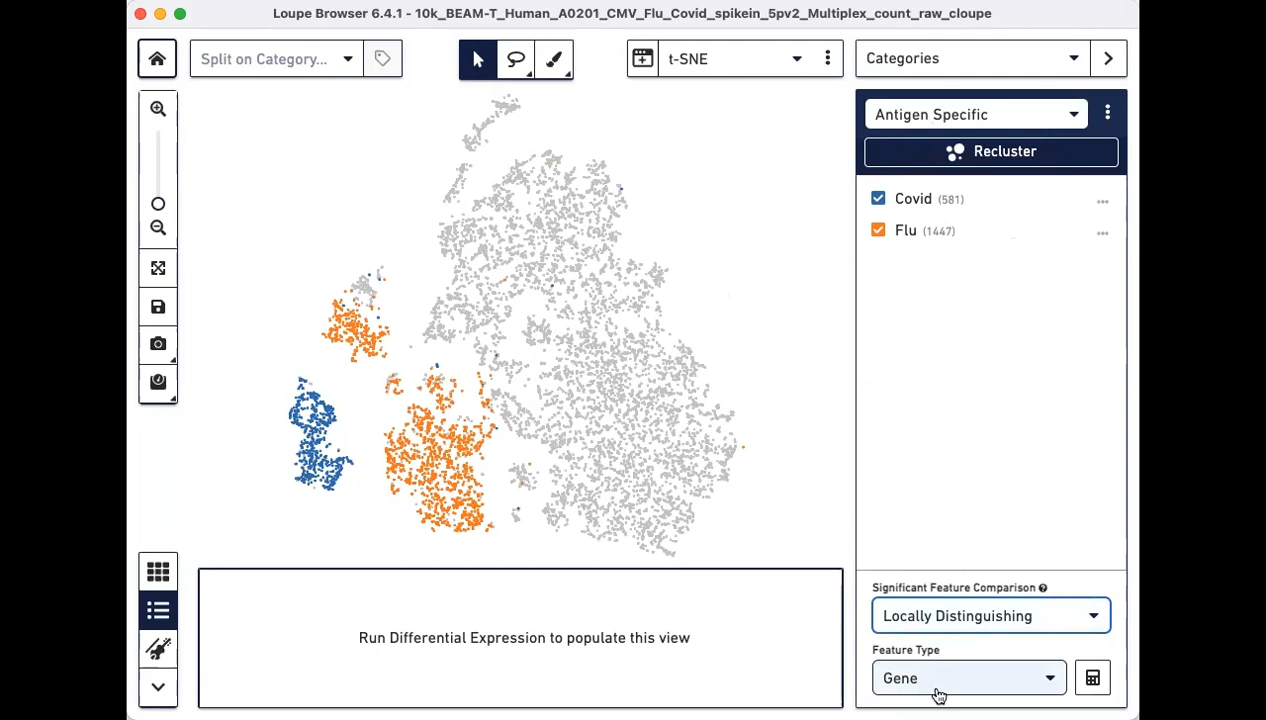 Loupe Browser 6.4.1 - 10k_BEAM-T_Human_A0201_CMV_Flu_Covid_spikein_5pv2_Multiplex_count_raw_cloupe
Split on Category...
t-SNE
Categories
Antigen Specific
Recluster
Covid (581)
Flu (1447)
Significant Feature Comparison
Locally Distinguishing
Feature Type
Gene
Run Differential Expression to populate this view